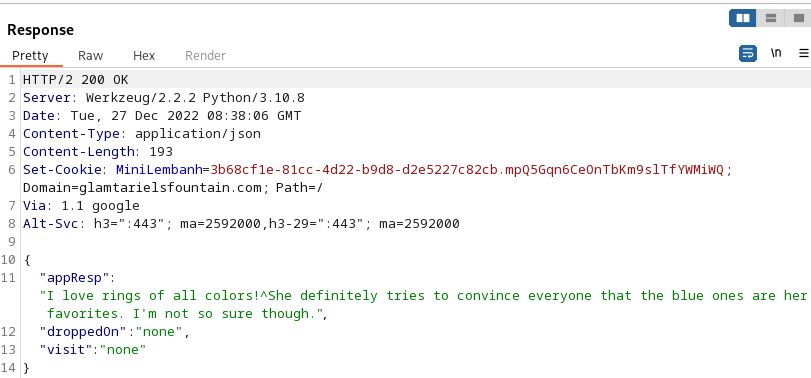 Response
Pretty Raw Hex Render \n
1 HTTP/2 200 OK
2 Server: Werkzeug/2.2.2 Python/3.10.8
3 Date: Tue, 27 Dec 2022 08:38:06 GMT
4 Content-Type: application/json
5 Content-Length: 193
6 Set-Cookie: MiniLembanh=3b68cf1e-81cc-4d22-b9d8-d2e5227c82cb.mpQ5Gqn6CeOnTbKm9slTfYWMiWQ;
Domain=glamtarielsfountain.com; Path=/
7 Via: 1.1 google
8 Alt-Svc: h3=":443"; ma=2592000,h3-29=":443"; ma=2592000
9
10 {
11 "appResp":
"I love rings of all colors!^She definitely tries to convince everyone that the blue ones are her
favorites. I'm not so sure though.",
12 "droppedOn":"none",
13 "visit":"none"
14 }